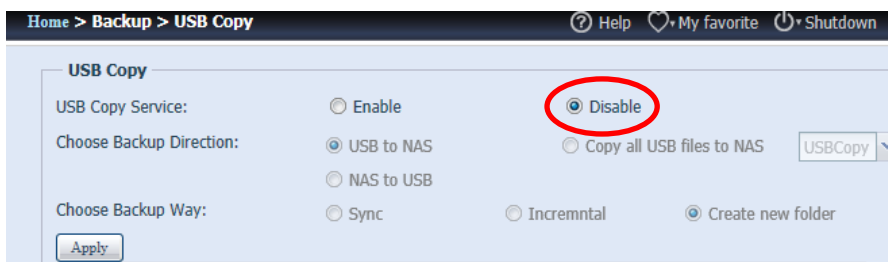 Home > Backup > USB Copy Help My favorite Shutdown
USB Copy
USB Copy Service: Enable Disable
Choose Backup Direction: USB to NAS Copy all USB files to NAS USBCopy
NAS to USB
Choose Backup Way: Sync Incremntal Create new folder
Apply